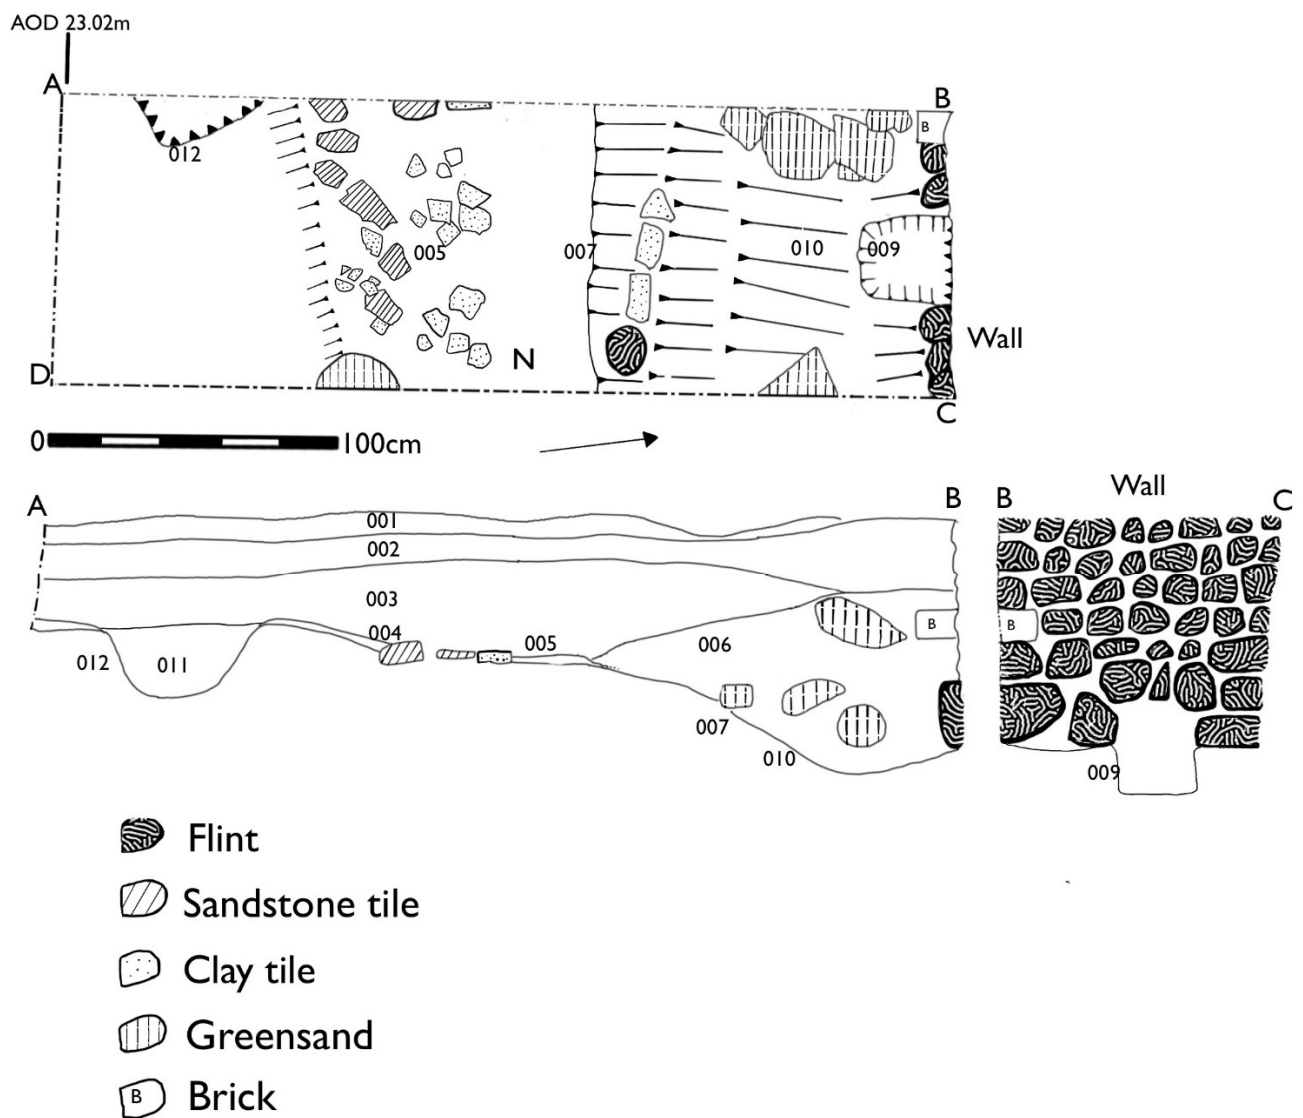 AOD 23.02m
A
B
B
012
005
007
010
009
N
Wall
D
C
0 100cm
A
B
B
Wall
C
001
002
003
004
005
006
B
B
012
011
007
010
009
Flint
Sandstone tile
Clay tile
Greensand
B Brick